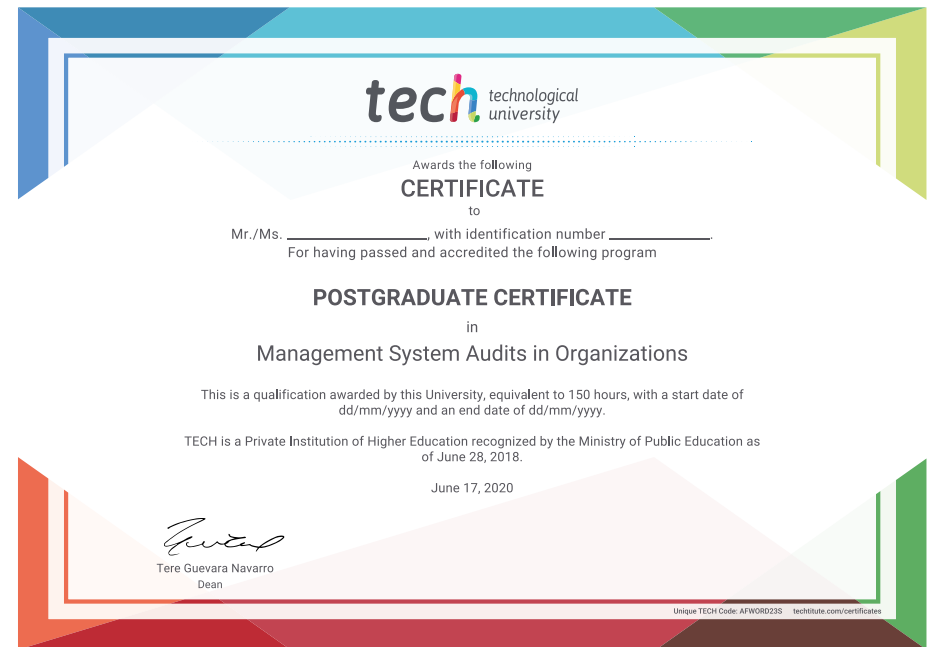 tech technological
university
Awards the following
CERTIFICATE
to
Mr./Ms. ____________________, with identification number ______________.
For having passed and accredited the following program
POSTGRADUATE CERTIFICATE
in
Management System Audits in Organizations
This is a qualification awarded by this University, equivalent to 150 hours, with a start date of
dd/mm/yyyy and an end date of dd/mm/yyyy.
TECH is a Private Institution of Higher Education recognized by the Ministry of Public Education as
of June 28, 2018.
June 17, 2020
Tere Guevara Navarro
Dean
Unique TECH Code: AFWORD23S techtitute.com/certificates